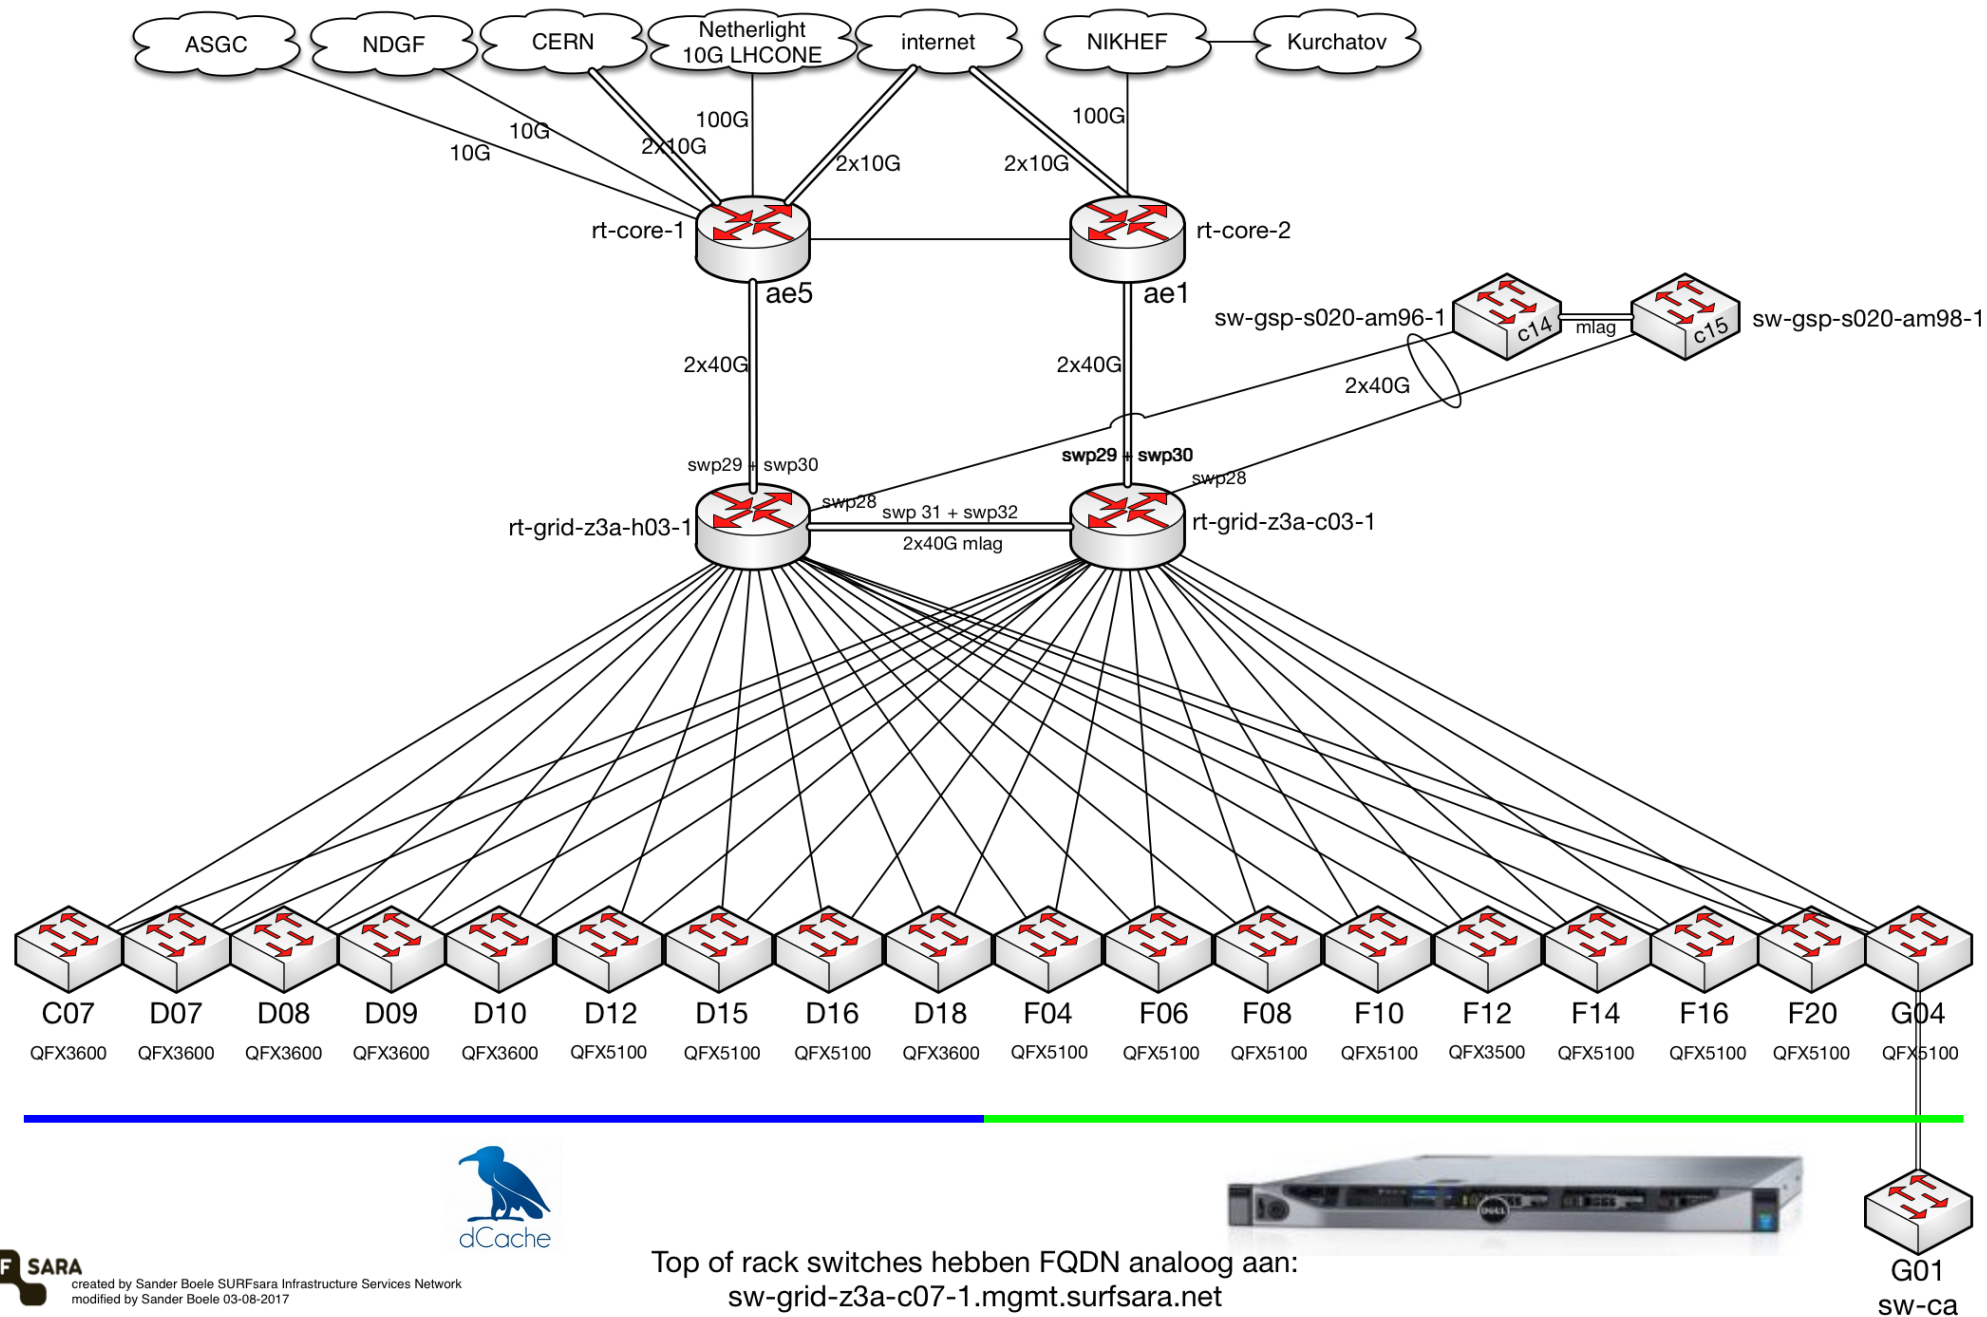 ASGC
NDGF
CERN
Netherlight
10G LHCONE
internet
NIKHEF
Kurchatov
10G
10G
2x10G
100G
2x10G
2x10G
100G
rt-core-1
rt-core-2
ae5
ae1
sw-gsp-s020-am96-1
c14
mlag
c15
sw-gsp-s020-am98-1
2x40G
2x40G
2x40G
swp29 + swp30
swp29 + swp30
swp28
swp28
swp 31 + swp32
2x40G mlag
rt-grid-z3a-h03-1
rt-grid-z3a-c03-1
C07 D07 D08 D09 D10 D12 D15 D16 D18 F04 F06 F08 F10 F12 F14 F16 F20 G04
QFX3600 QFX3600 QFX3600 QFX3600 QFX3600 QFX5100 QFX5100 QFX5100 QFX3600 QFX5100 QFX5100 QFX5100 QFX5100 QFX3500 QFX5100 QFX5100 QFX5100 QFX5100
dCache
DELL
Top of rack switches hebben FQDN analoog aan:
sw-grid-z3a-c07-1.mgmt.surfsara.net
G01
sw-ca
F SARA
created by Sander Boele SURFsara Infrastructure Services Network
modified by Sander Boele 03-08-2017